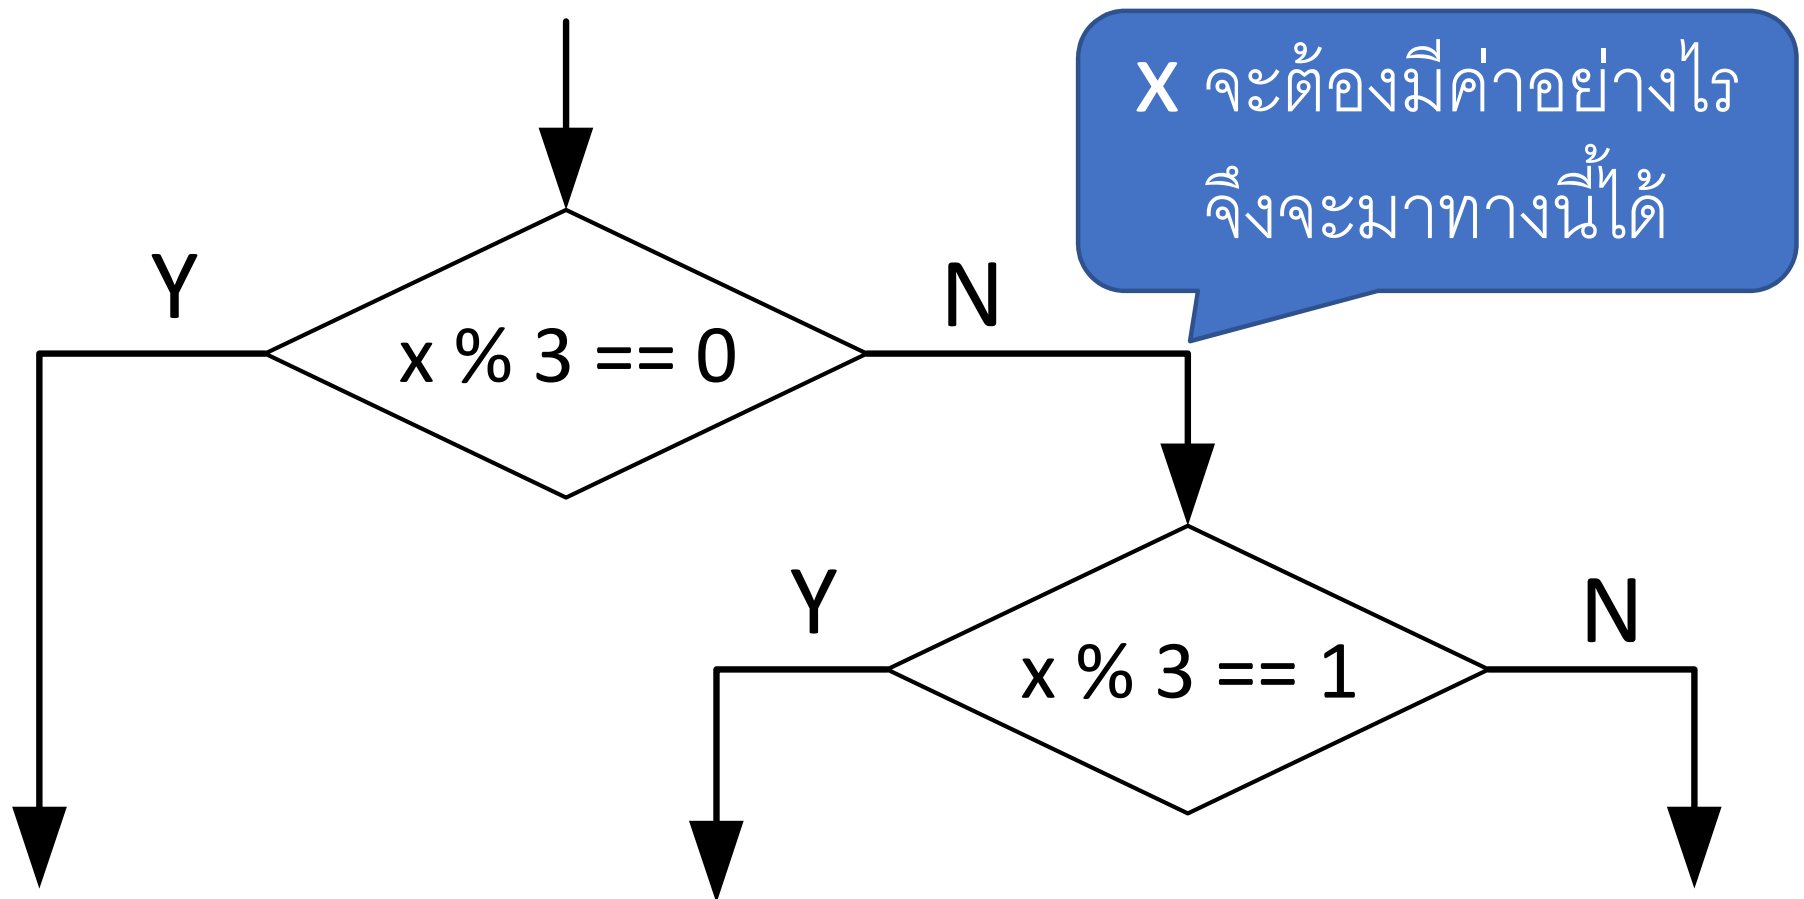 X จะต้องมีค่าอย่างไร
จึงจะมาทางนี้ได้
Y
N
x % 3 == 0
Y
N
x % 3 == 1